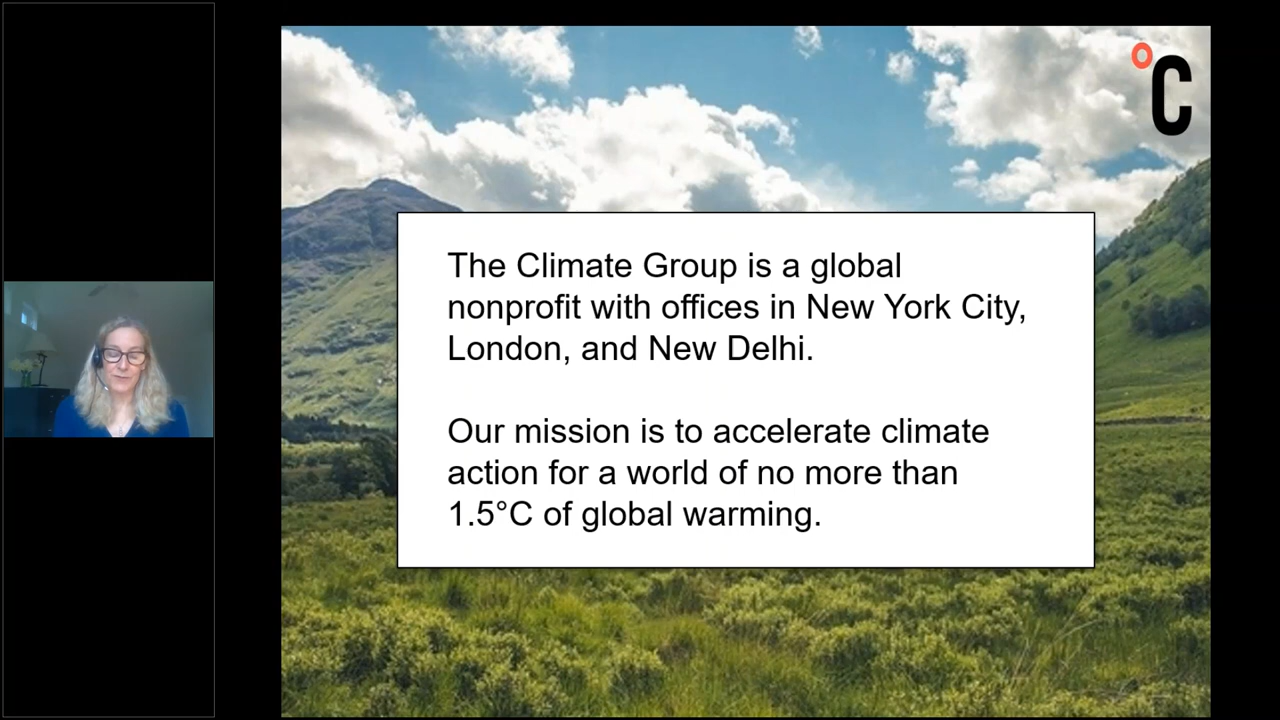 °C
The Climate Group is a global
nonprofit with offices in New York City,
London, and New Delhi.
Our mission is to accelerate climate
action for a world of no more than
1.5°C of global warming.